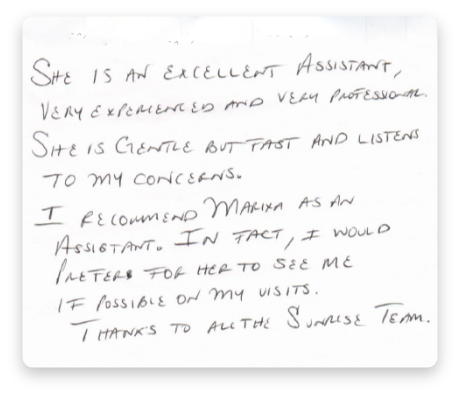 SHE IS AN EXCELLENT ASSISTANT,
VERY EXPERIENCED AND VERY PROFESSIONAL.
SHE IS GENTLE BUT FAST AND LISTENS
TO MY CONCERNS.
I RECOMMEND MARIXA AS AN
ASSISTANT. IN FACT, I WOULD
PREFER FOR HER TO SEE ME
IF POSSIBLE ON MY VISITS.
THANKS TO ALL THE SUNRISE TEAM.